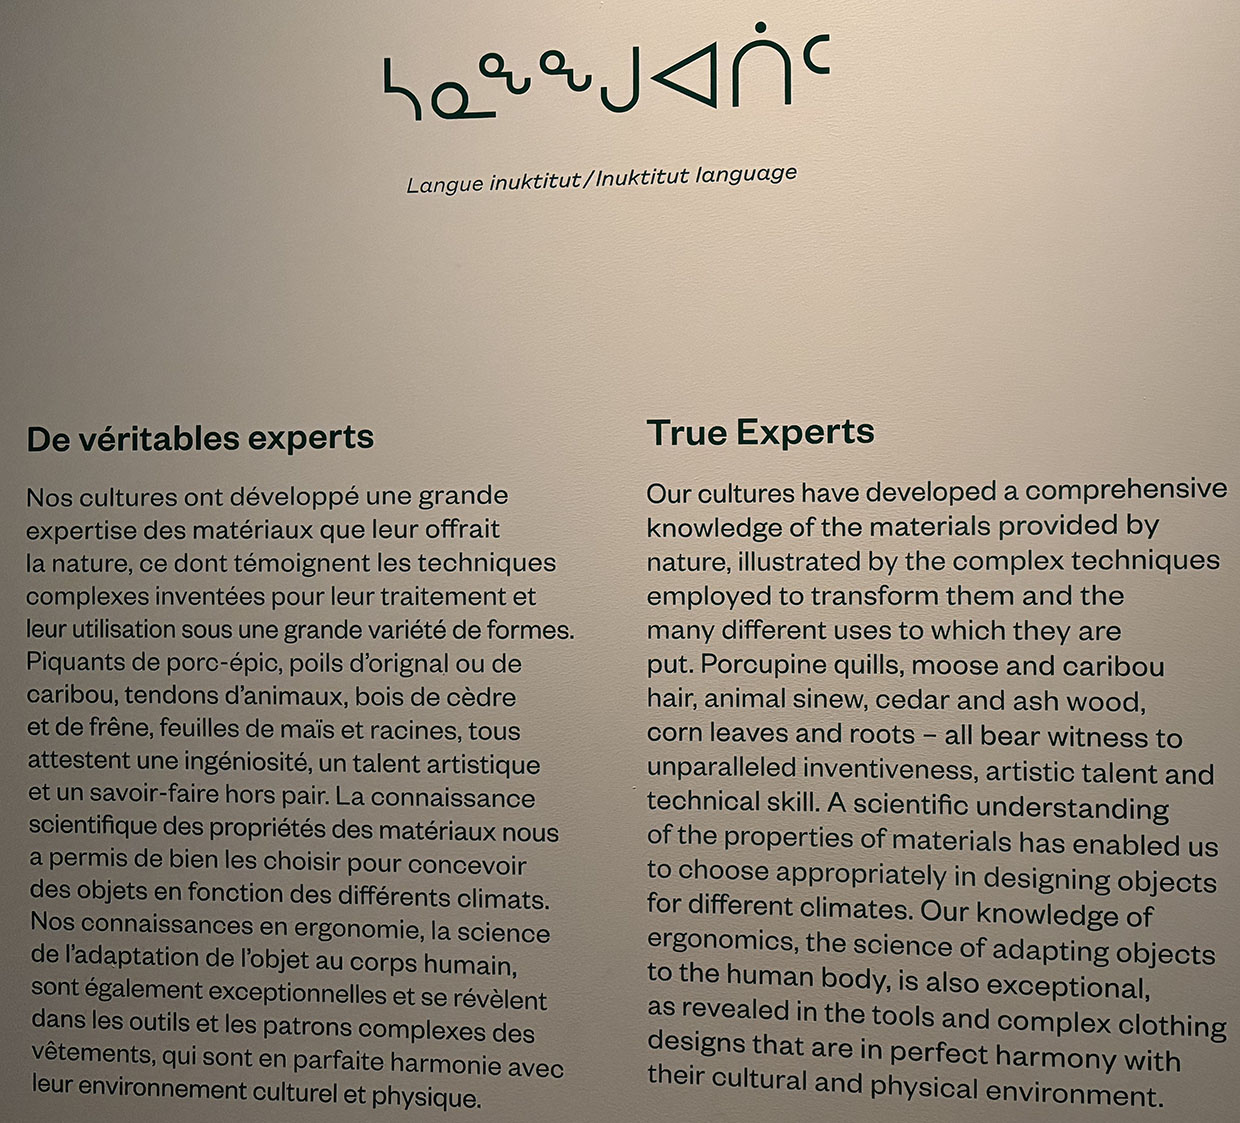 ᓴᓇᙳᐊᑏᑦ
Langue inuktitut/Inuktitut language
De véritables experts
Nos cultures ont développé une grande
expertise des matériaux que leur offrait
la nature, ce dont témoignent les techniques
complexes inventées pour leur traitement et
leur utilisation sous une grande variété de formes.
Piquants de porc-épic, poils d’orignal ou de
caribou, tendons d’animaux, bois de cèdre
et de frêne, feuilles de maïs et racines, tous
attestent une ingéniosité, un talent artistique
et un savoir-faire hors pair. La connaissance
scientifique des propriétés des matériaux nous
a permis de bien les choisir pour concevoir
des objets en fonction des différents climats.
Nos connaissances en ergonomie, la science
de l’adaptation de l’objet au corps humain,
sont également exceptionnelles et se révèlent
dans les outils et les patrons complexes des
vêtements, qui sont en parfaite harmonie avec
leur environnement culturel et physique.
True Experts
Our cultures have developed a comprehensive
knowledge of the materials provided by
nature, illustrated by the complex techniques
employed to transform them and the
many different uses to which they are
put. Porcupine quills, moose and caribou
hair, animal sinew, cedar and ash wood,
corn leaves and roots – all bear witness to
unparalleled inventiveness, artistic talent and
technical skill. A scientific understanding
of the properties of materials has enabled us
to choose appropriately in designing objects
for different climates. Our knowledge of
ergonomics, the science of adapting objects
to the human body, is also exceptional,
as revealed in the tools and complex clothing
designs that are in perfect harmony with
their cultural and physical environment.